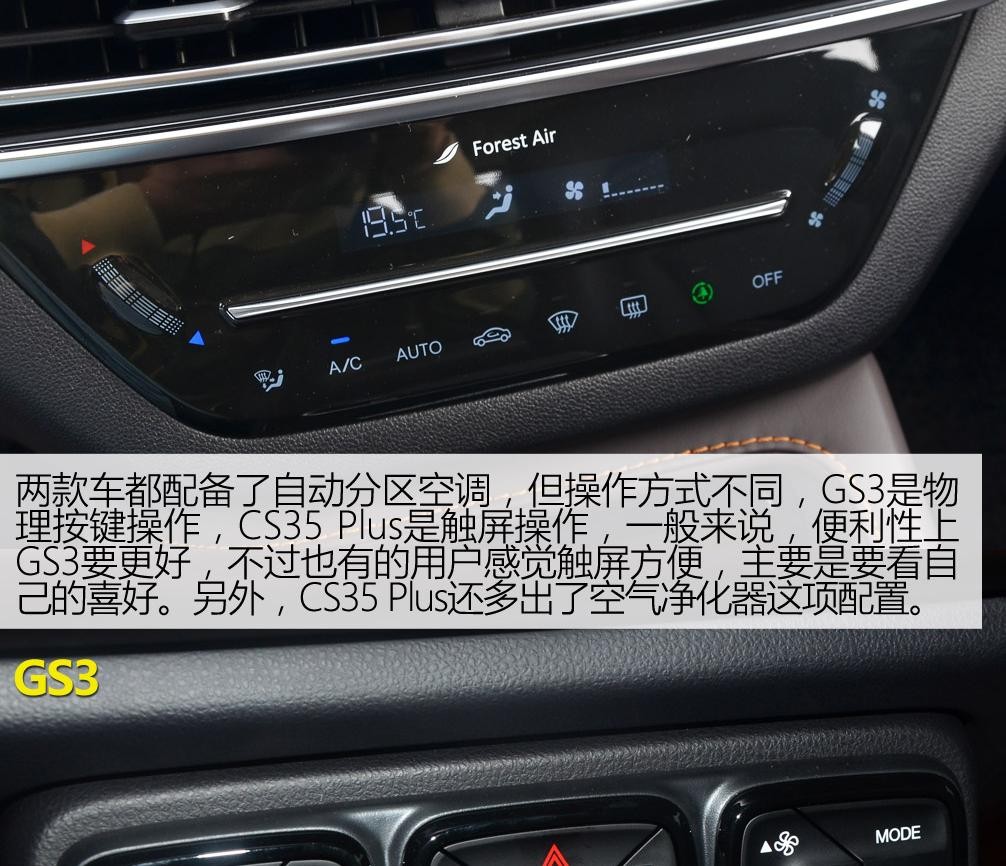 Forest Air
19.5℃
A/C
AUTO
OFF
两款车都配备了自动分区空调，但操作方式不同，GS3是物
理按键操作，CS35 Plus是触屏操作，一般来说，便利性上
GS3要更好，不过也有的用户感觉触屏方便，主要是要看自
己的喜好。另外，CS35 Plus还多出了空气净化器这项配置。
GS3
MODE